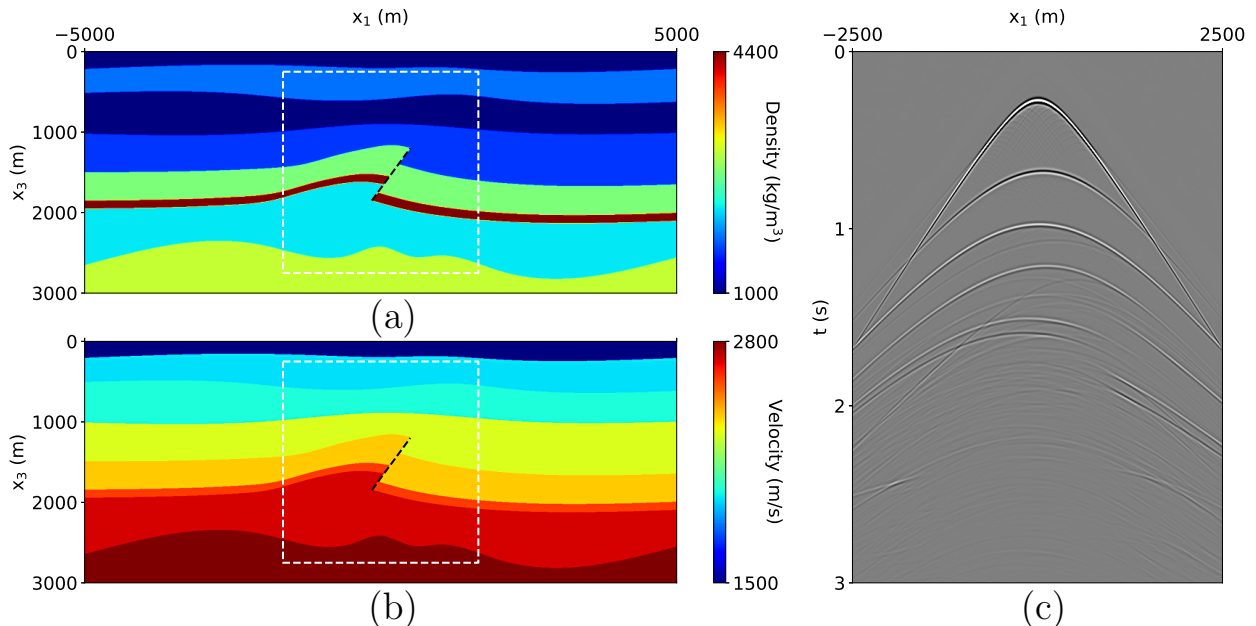 x₁ (m)
−5000 5000
0
1000
2000
3000
x₃ (m)
4400
Density (kg/m³)
1000
(a)
0
1000
2000
3000
x₃ (m)
2800
Velocity (m/s)
1500
(b)
x₁ (m)
−2500 2500
0
1
2
3
t (s)
(c)